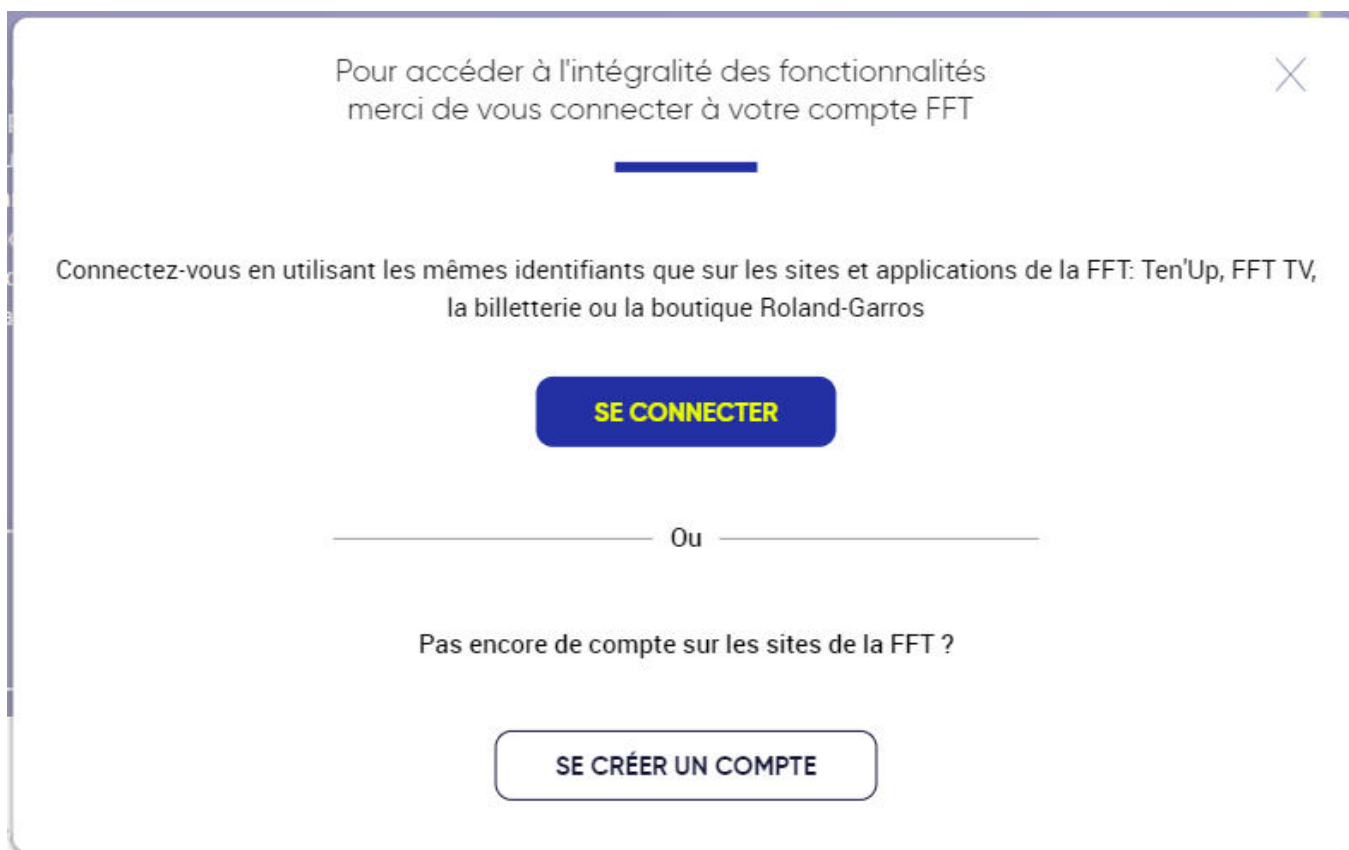 Pour accéder à l'intégralité des fonctionnalités
merci de vous connecter à votre compte FFT
Connectez-vous en utilisant les mêmes identifiants que sur les sites et applications de la FFT: Ten'Up, FFT TV,
la billetterie ou la boutique Roland-Garros
SE CONNECTER
Ou
Pas encore de compte sur les sites de la FFT ?
SE CRÉER UN COMPTE